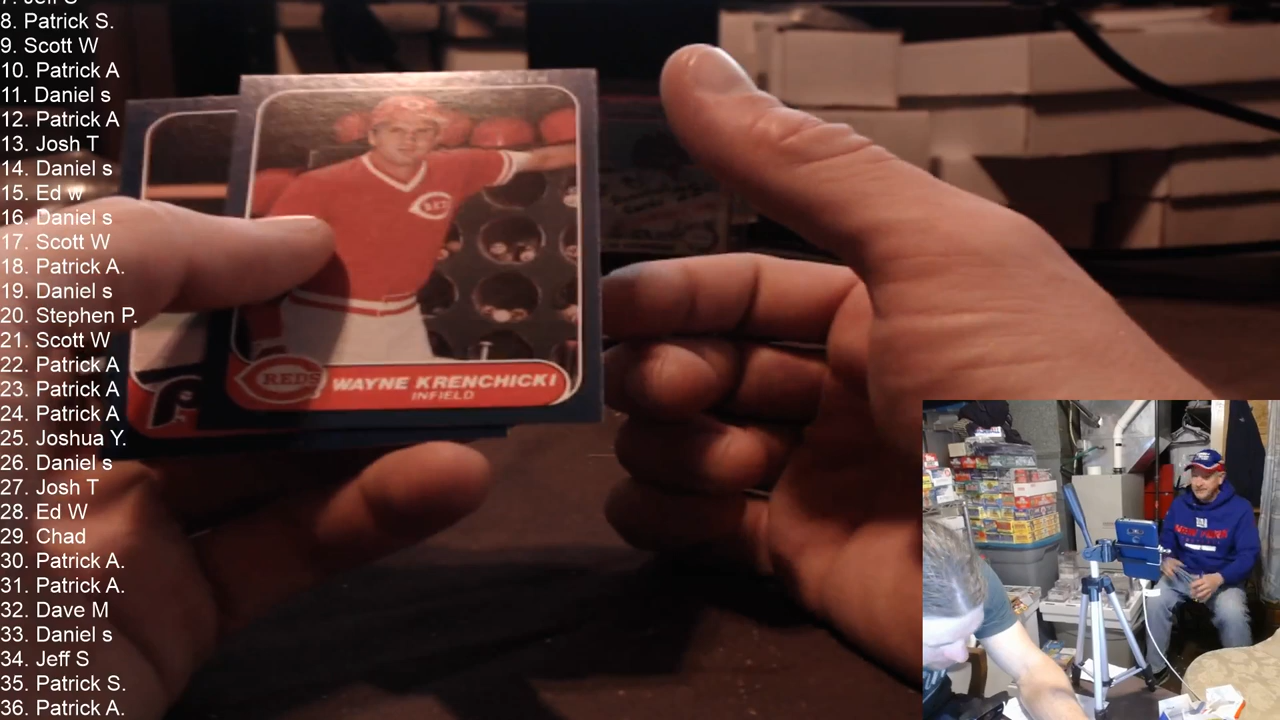 7. Jeff S
8. Patrick S.
9. Scott W
10. Patrick A
11. Daniel s
12. Patrick A
13. Josh T
14. Daniel s
15. Ed w
16. Daniel s
17. Scott W
18. Patrick A.
19. Daniel s
20. Stephen P.
21. Scott W
22. Patrick A
23. Patrick A
24. Patrick A
25. Joshua Y.
26. Daniel s
27. Josh T
28. Ed W
29. Chad
30. Patrick A.
31. Patrick A.
32. Dave M
33. Daniel s
34. Jeff S
35. Patrick S.
36. Patrick A.
REDS
REDS
WAYNE KRENCHICKI
INFIELD